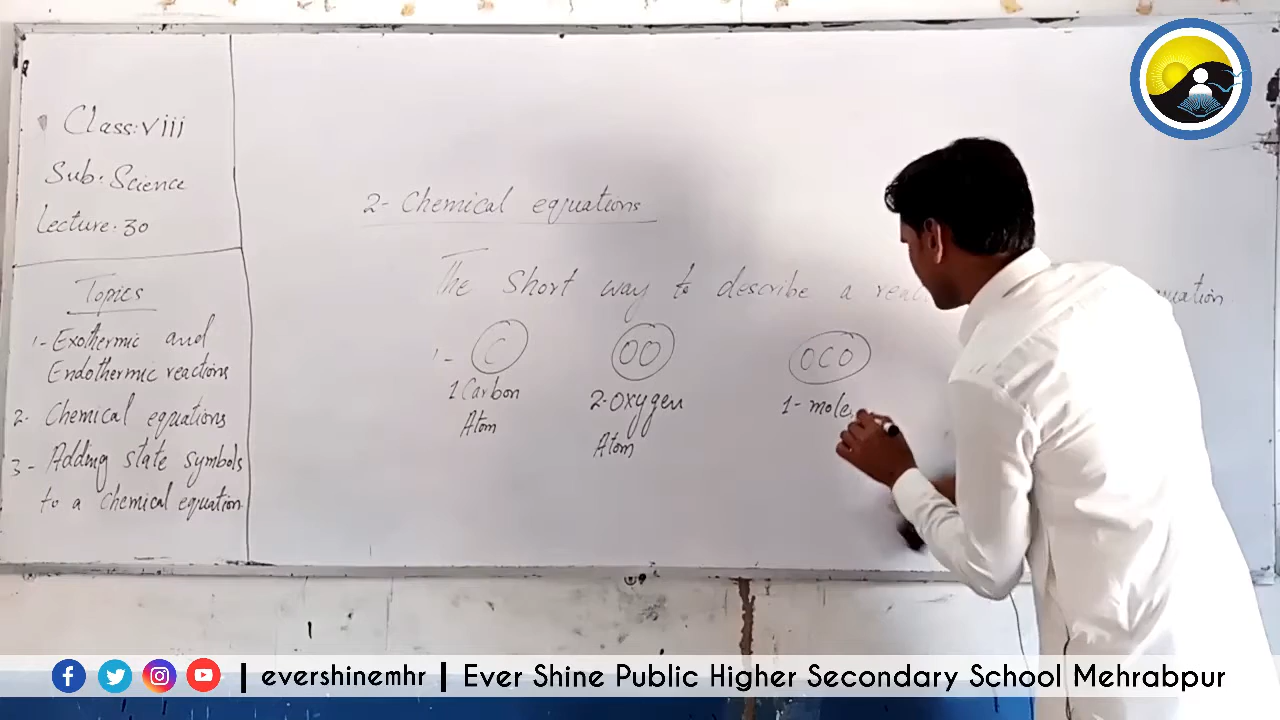 Class: viii
Sub: Science
Lecture: 30
Topics
1- Exothermic and
Endothermic reactions
2- Chemical equations
3- Adding state symbols
to a chemical equation
2- Chemical equations
The short way to describe a
1- C OO OCO
1 Carbon
Atom
2-Oxygen
Atom
1- mole
| evershinemhr | Ever Shine Public Higher Secondary School Mehrabpur